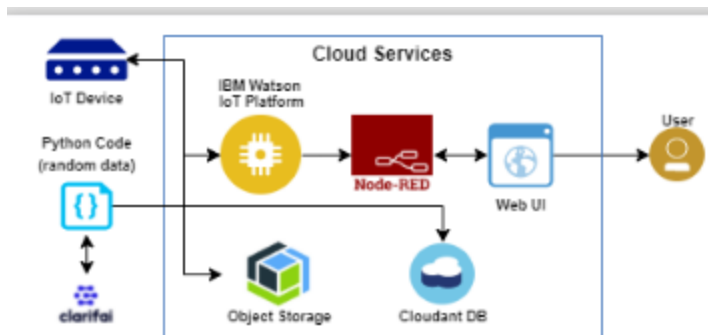 Cloud Services
IoT Device
IBM Watson
IoT Platform
Python Code
(random data)
User
Node-RED
Web UI
clarifai
Object Storage
Cloudant DB